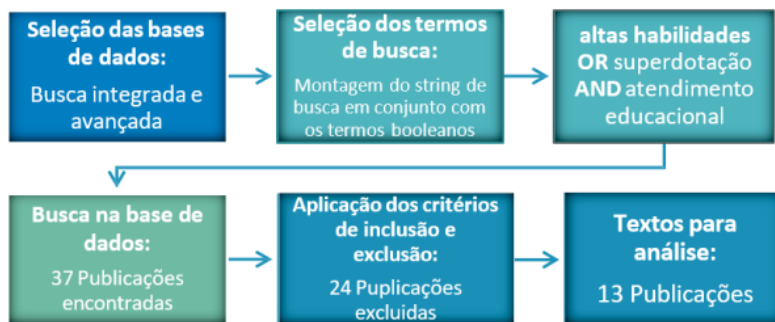 Seleção das bases
de dados:
Busca integrada e
avançada
Seleção dos termos
de busca:
Montagem do string de
busca em conjunto com
os termos booleanos
altas habilidades
OR superdotação
AND atendimento
educacional
Busca na base de
dados:
37 Publicações
encontradas
Aplicação dos critérios
de inclusão e
exclusão:
24 Puplicações
excluidas
Textos para
análise:
13 Publicações